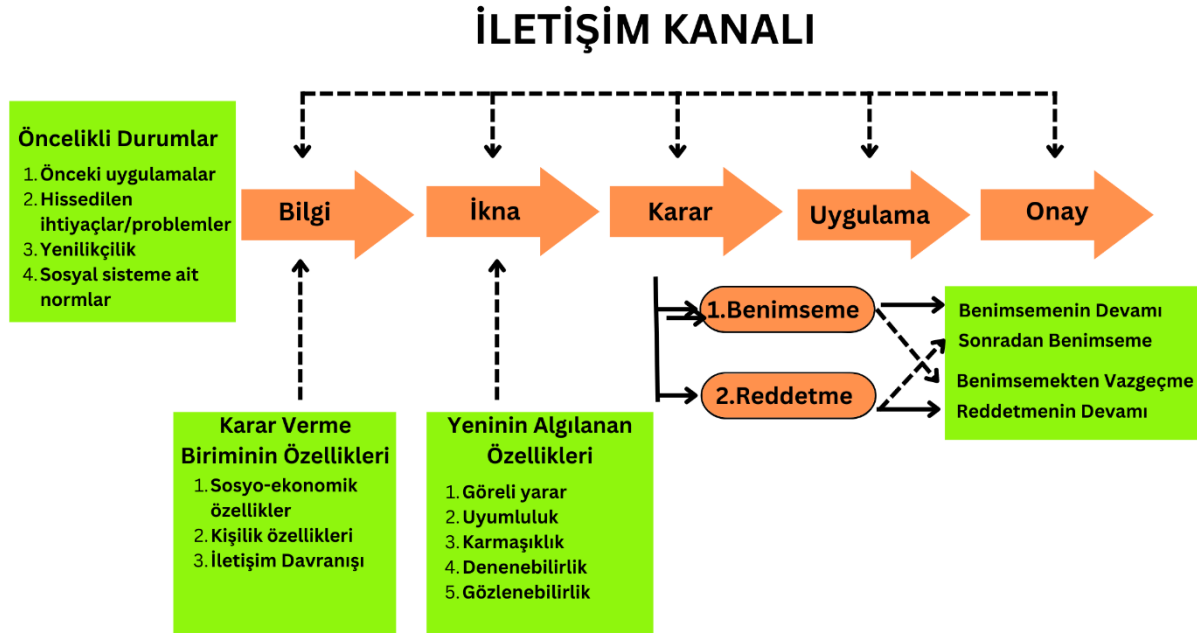 İLETİŞİM KANALI
Öncelikli Durumlar
1. Önceki uygulamalar
2. Hissedilen
ihtiyaçlar/problemler
3. Yenilikçilik
4. Sosyal sisteme ait
normlar
Bilgi
İkna
Karar
Uygulama
Onay
1.Benimseme
2.Reddetme
Benimsemenin Devamı
Sonradan Benimseme
Benimsemekten Vazgeçme
Reddetmenin Devamı
Karar Verme
Biriminin Özellikleri
1. Sosyo-ekonomik
özellikler
2. Kişilik özellikleri
3. İletişim Davranışı
Yeninin Algılanan
Özellikleri
1. Göreli yarar
2. Uyumluluk
3. Karmaşıklık
4. Denenebilirlik
5. Gözlenebilirlik